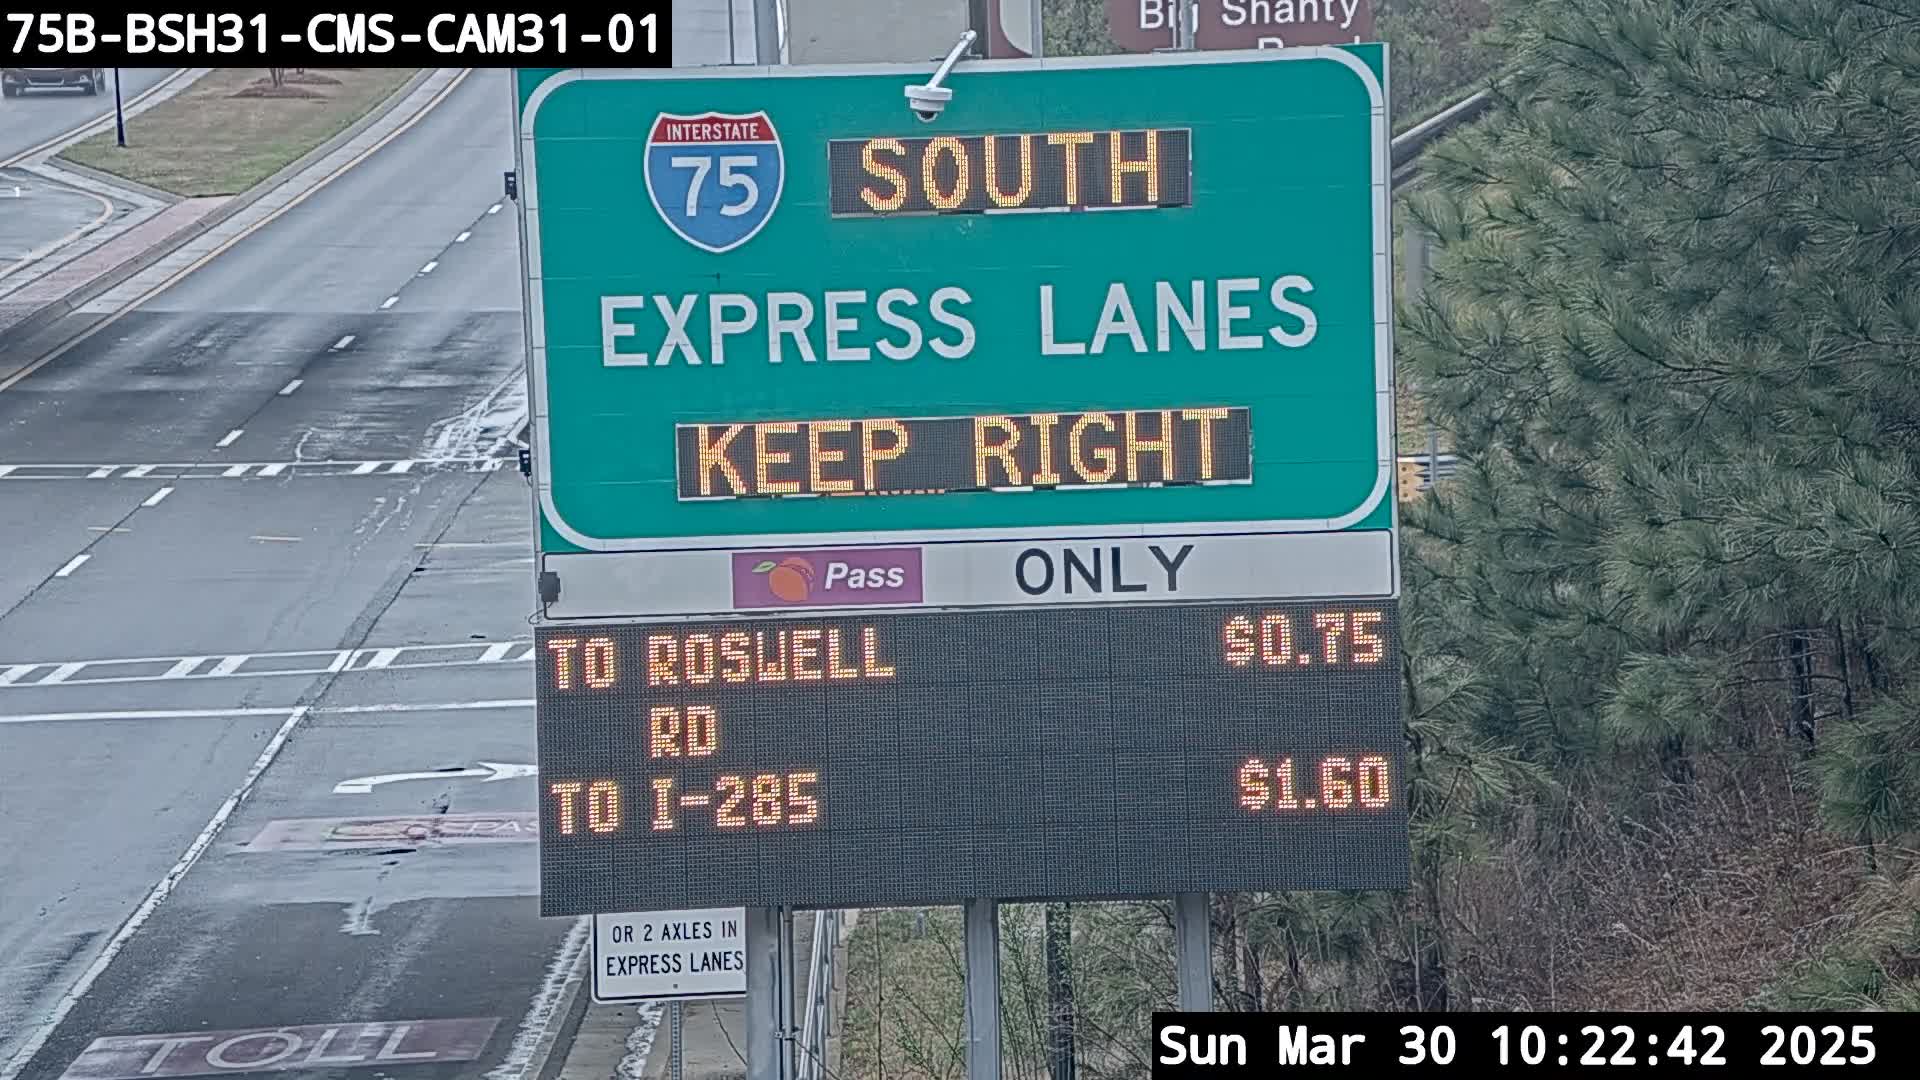 75B-BSH31-CMS-CAM31-01
Big Shanty
INTERSTATE
75
SOUTH
EXPRESS LANES
KEEP RIGHT
Pass
ONLY
TO ROSWELL $0.75
RD
TO I-285 $1.60
OR 2 AXLES IN
EXPRESS LANES
TOLL
Sun Mar 30 10:22:42 2025